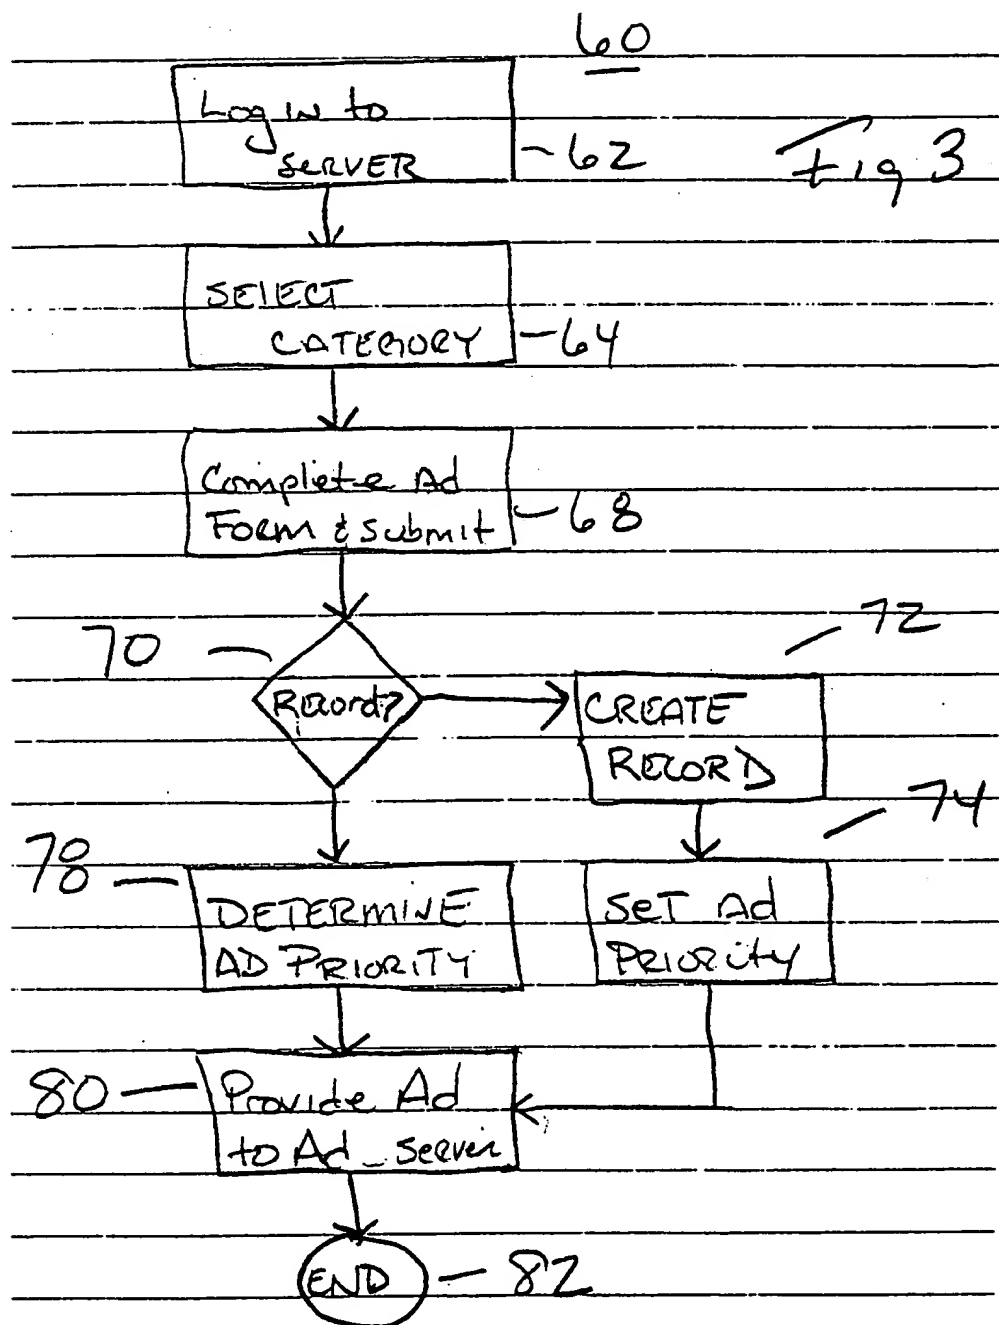 60
Log in to
SERVER
-62
Fig 3
SELECT
CATEGORY
-64
Complete Ad
Form & Submit
-68
70
Record?
72
CREATE
RECORD
74
78
DETERMINE
AD PRIORITY
SET Ad
PRIORITY
80
Provide Ad
to Ad_Server
END
-82